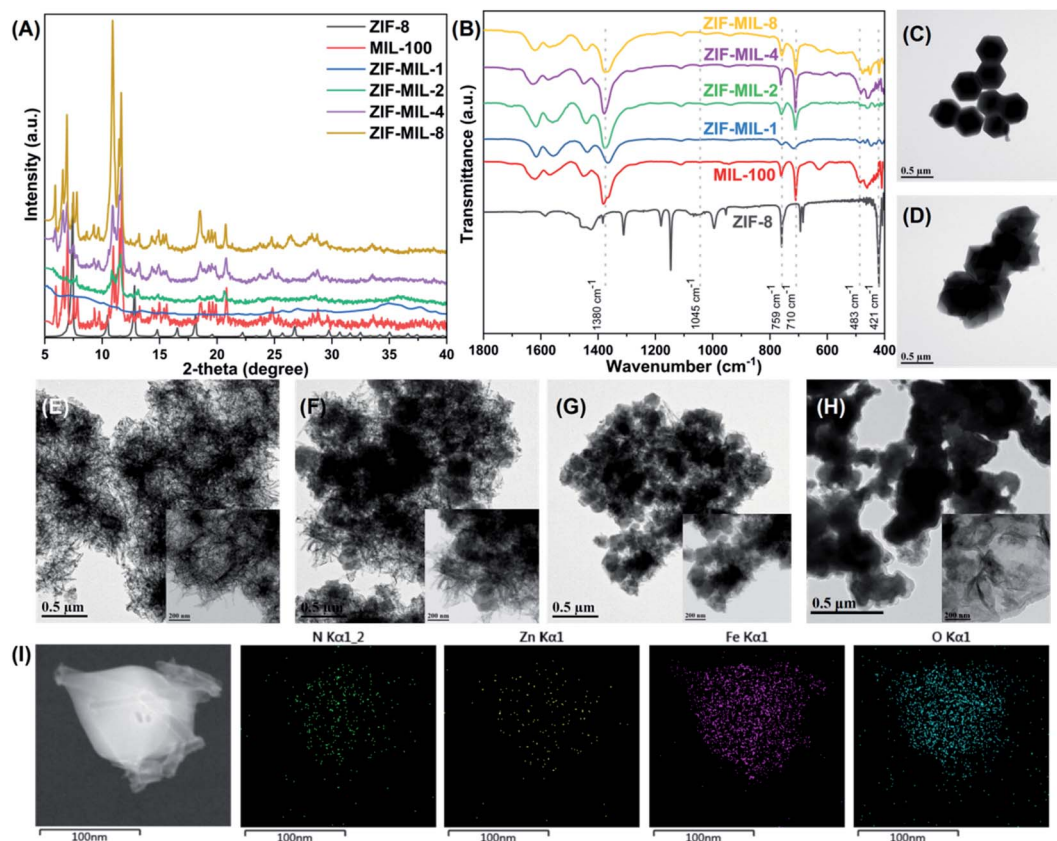 (A)
ZIF-8
MIL-100
ZIF-MIL-1
ZIF-MIL-2
ZIF-MIL-4
ZIF-MIL-8
Intensity (a.u.)
5 10 15 20 25 30 35 40
2-theta (degree)
(B)
ZIF-MIL-8
ZIF-MIL-4
ZIF-MIL-2
ZIF-MIL-1
MIL-100
ZIF-8
Transmittance (a.u.)
1380 cm⁻¹
1045 cm⁻¹
759 cm⁻¹
710 cm⁻¹
483 cm⁻¹
421 cm⁻¹
1800 1600 1400 1200 1000 800 600 400
Wavenumber (cm⁻¹)
(C)
0.5 µm
(D)
0.5 µm
(E)
0.5 µm
200 nm
(F)
0.5 µm
200 nm
(G)
0.5 µm
200 nm
(H)
0.5 µm
200 nm
(I)
N Kα1_2
Zn Kα1
Fe Kα1
O Kα1
100nm
100nm
100nm
100nm
100nm